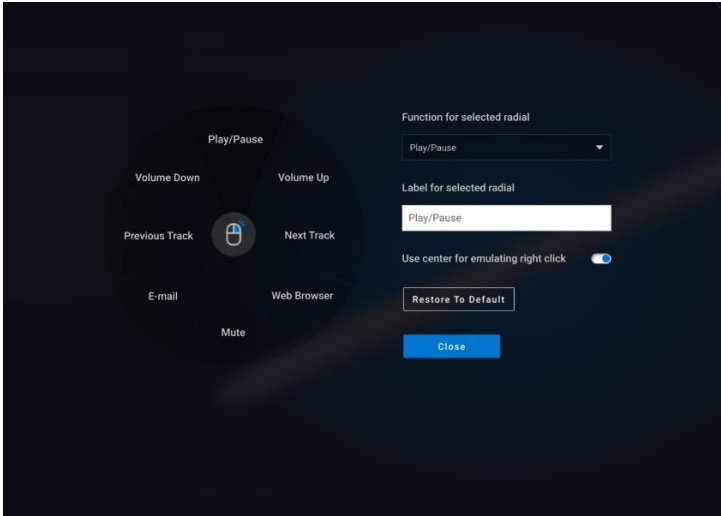 Play/Pause
Volume Down
Volume Up
Previous Track
Next Track
E-mail
Web Browser
Mute
Function for selected radial
Play/Pause
Label for selected radial
Play/Pause
Use center for emulating right click
Restore To Default
Close